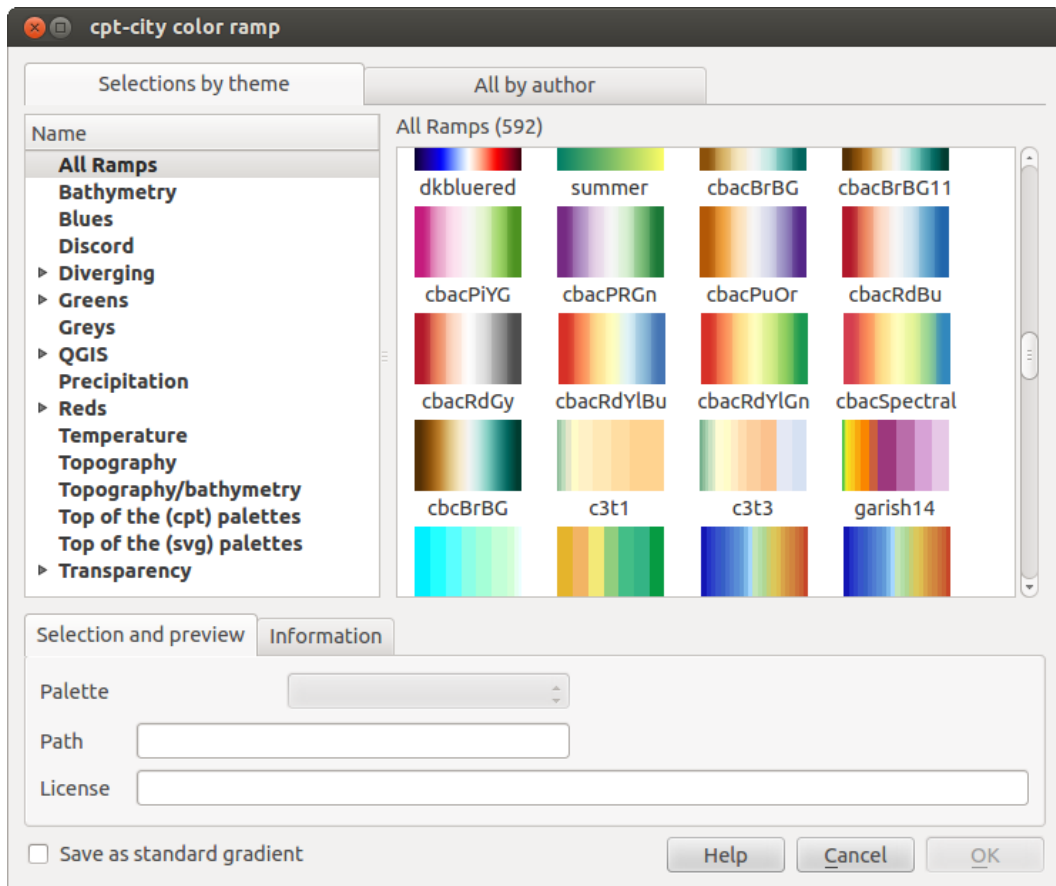 cpt-city color ramp
Selections by theme
All by author
Name
All Ramps
Bathymetry
Blues
Discord
Diverging
Greens
Greys
QGIS
Precipitation
Reds
Temperature
Topography
Topography/bathymetry
Top of the (cpt) palettes
Top of the (svg) palettes
Transparency
All Ramps (592)
dkbluered summer cbacBrBG cbacBrBG11
cbacPiYG cbacPRGn cbacPuOr cbacRdBu
cbacRdGy cbacRdYlBu cbacRdYlGn cbacSpectral
cbcBrBG c3t1 c3t3 garish14
Selection and preview
Information
Palette
Path
License
Save as standard gradient
Help
Cancel
OK